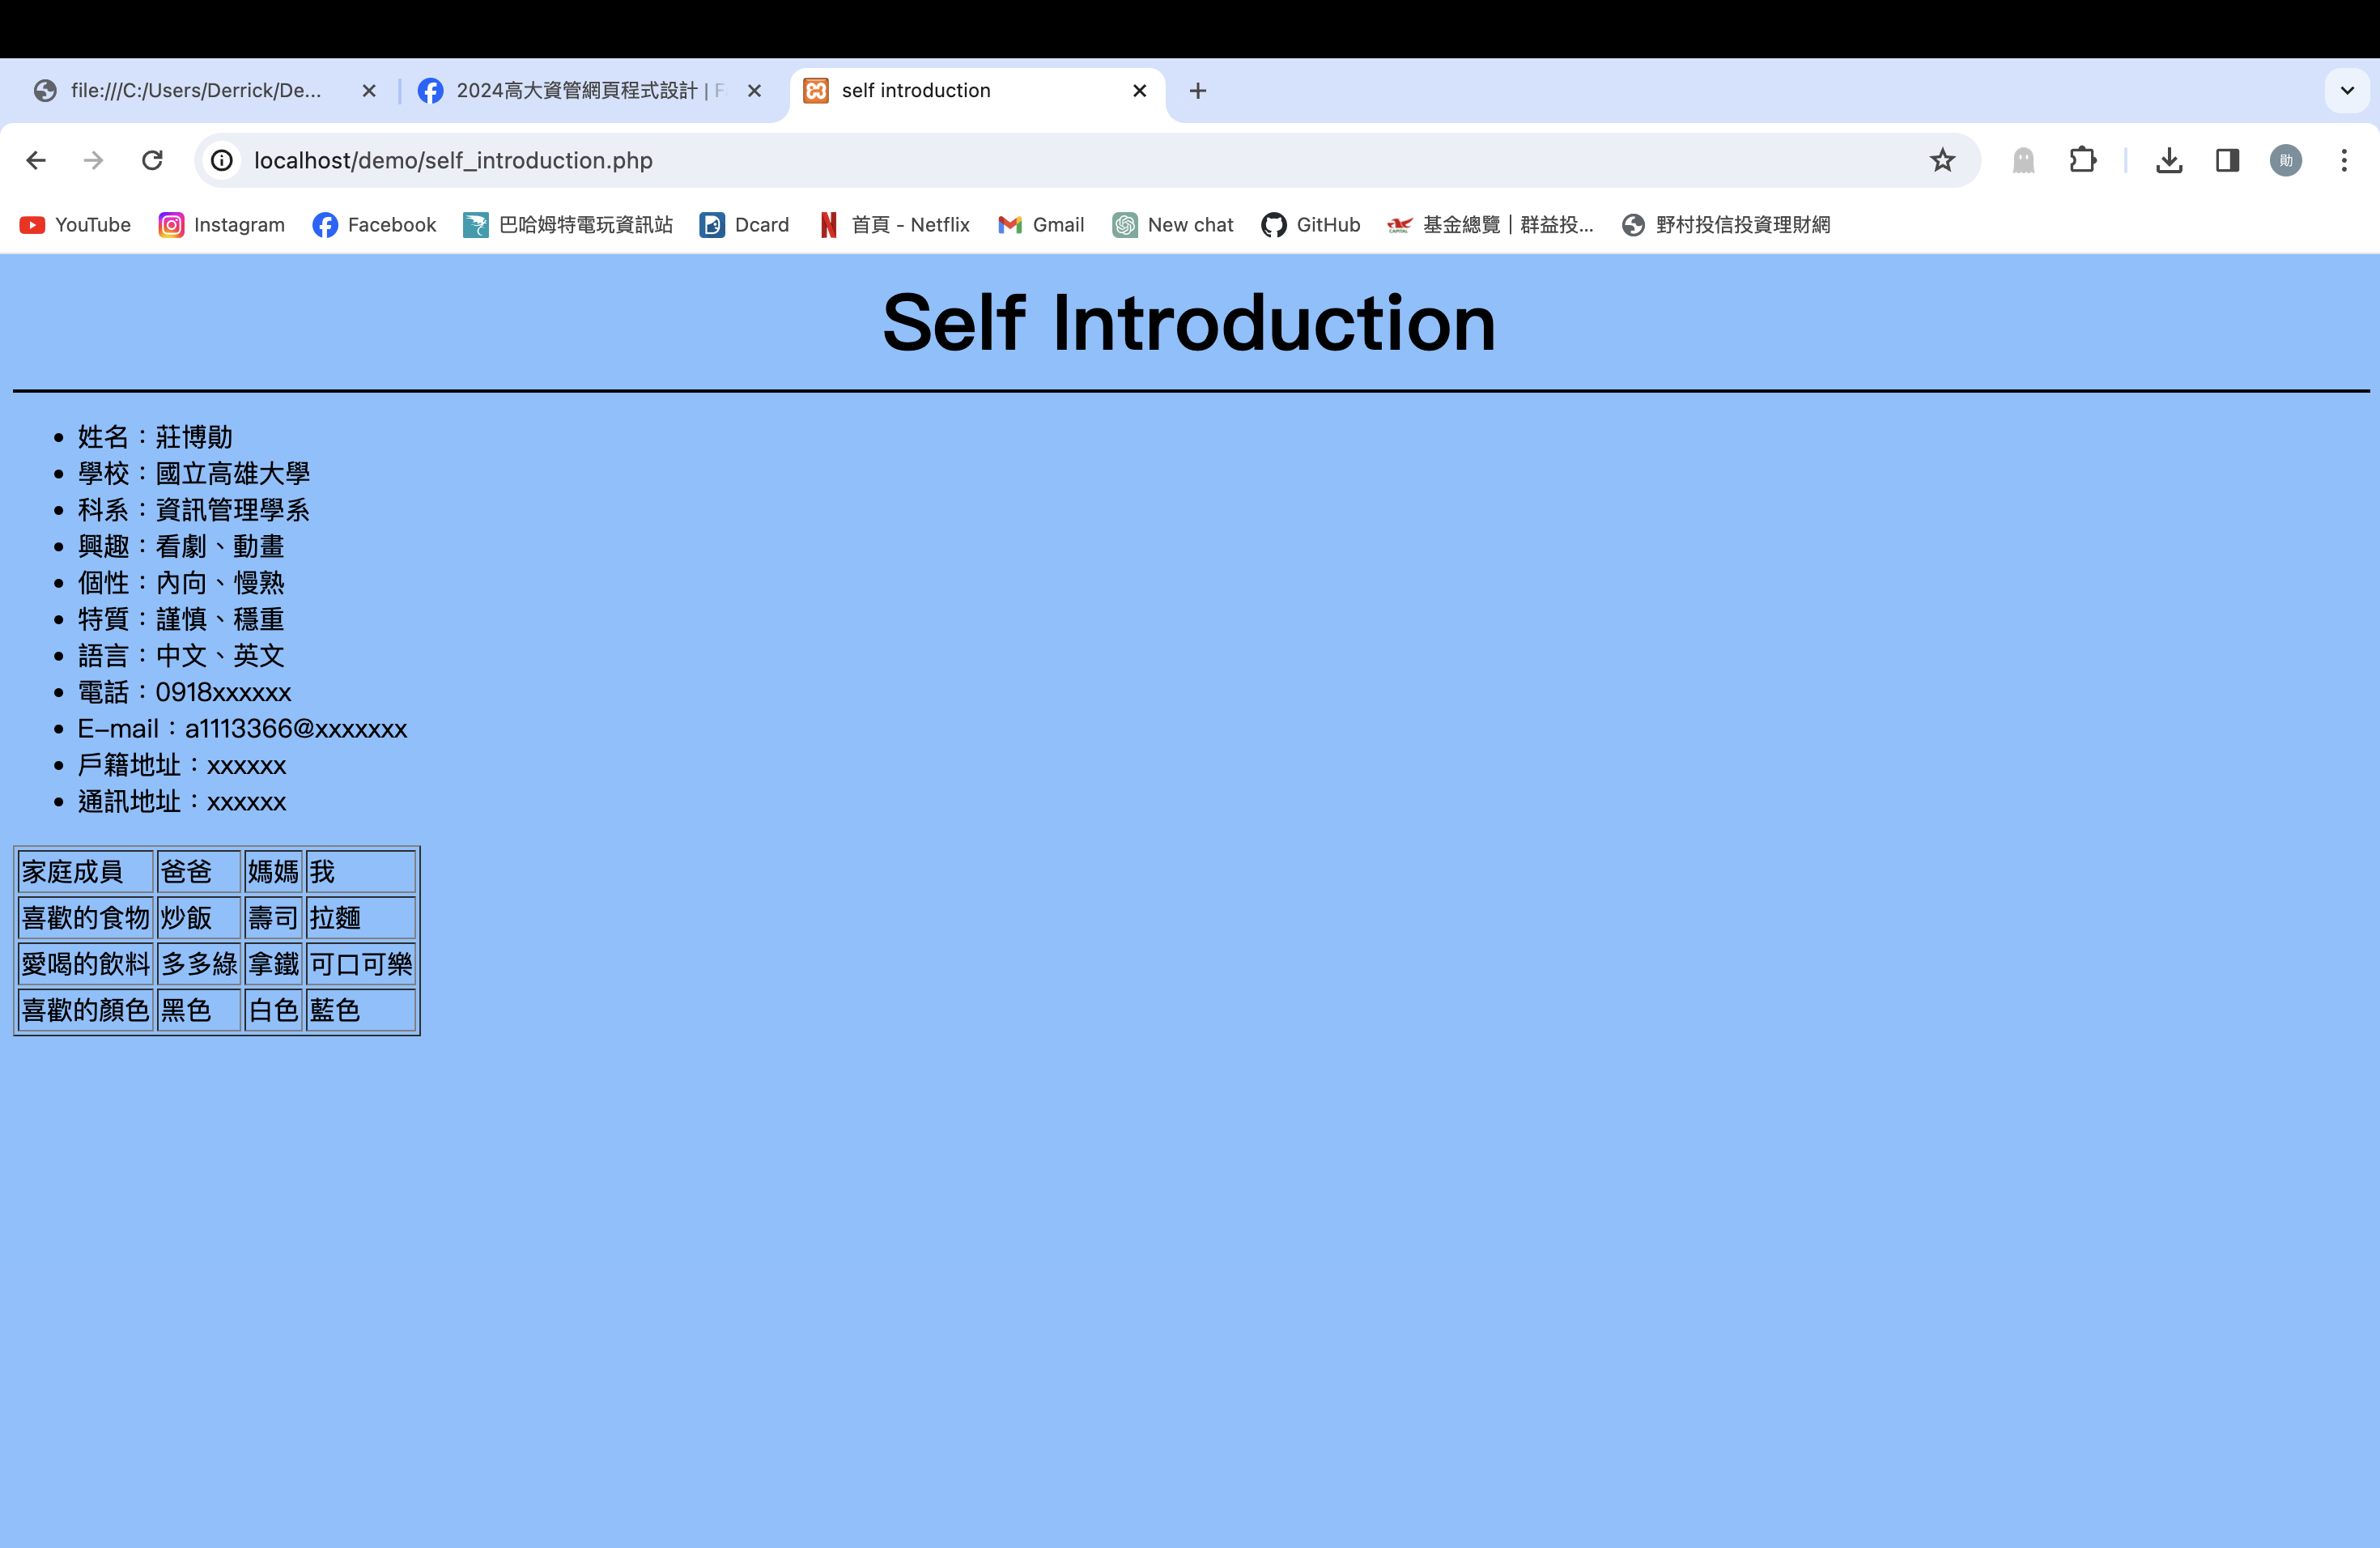 file:///C:/Users/Derrick/De...
2024高大資管網頁程式設計 | F
self introduction
localhost/demo/self_introduction.php
勛
YouTube Instagram Facebook 巴哈姆特電玩資訊站 Dcard 首頁 - Netflix Gmail New chat GitHub 基金總覽｜群益投... 野村投信投資理財網
Self Introduction
• 姓名：莊博勛
• 學校：國立高雄大學
• 科系：資訊管理學系
• 興趣：看劇、動畫
• 個性：內向、慢熟
• 特質：謹慎、穩重
• 語言：中文、英文
• 電話：0918xxxxxx
• E-mail：a1113366@xxxxxxx
• 戶籍地址：xxxxxx
• 通訊地址：xxxxxx
家庭成員 爸爸 媽媽 我
喜歡的食物 炒飯 壽司 拉麵
愛喝的飲料 多多綠 拿鐵 可口可樂
喜歡的顏色 黑色 白色 藍色